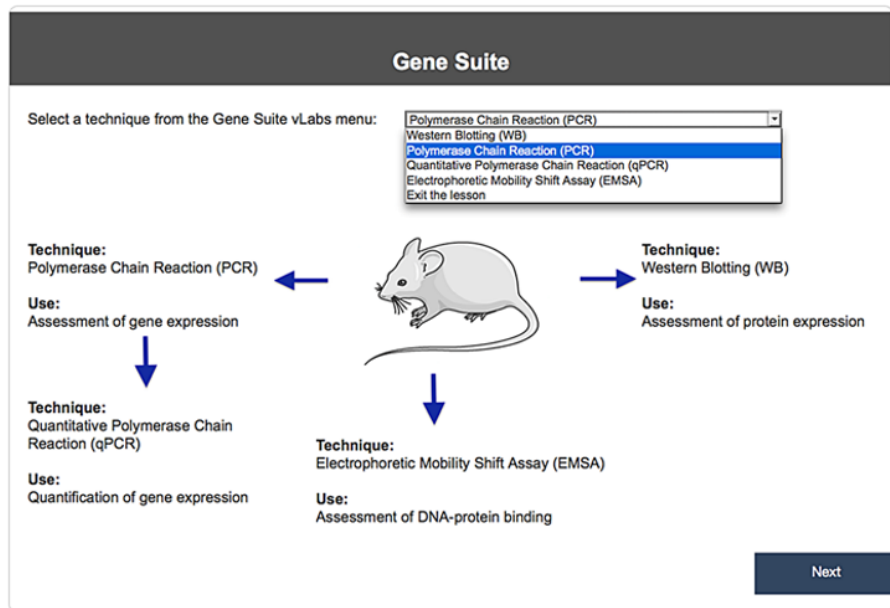 Gene Suite
Select a technique from the Gene Suite vLabs menu:
Polymerase Chain Reaction (PCR)
Western Blotting (WB)
Polymerase Chain Reaction (PCR)
Quantitative Polymerase Chain Reaction (qPCR)
Electrophoretic Mobility Shift Assay (EMSA)
Exit the lesson
Technique:
Polymerase Chain Reaction (PCR)
Use:
Assessment of gene expression
Technique:
Western Blotting (WB)
Use:
Assessment of protein expression
Technique:
Quantitative Polymerase Chain
Reaction (qPCR)
Use:
Quantification of gene expression
Technique:
Electrophoretic Mobility Shift Assay (EMSA)
Use:
Assessment of DNA-protein binding
Next